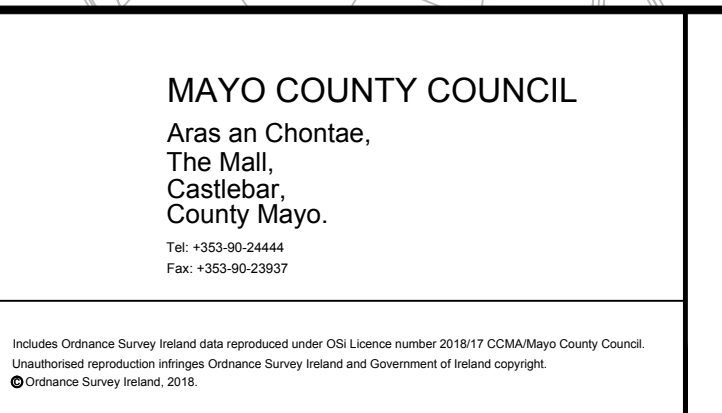 MAYO COUNTY COUNCIL
Aras an Chontae,
The Mall,
Castlebar,
County Mayo.
Tel: +353-90-24444
Fax: +353-90-23937
Includes Ordnance Survey Ireland data reproduced under OSi Licence number 2018/17 CCMA/Mayo County Council.
Unauthorised reproduction infringes Ordnance Survey Ireland and Government of Ireland copyright.
© Ordnance Survey Ireland, 2018.